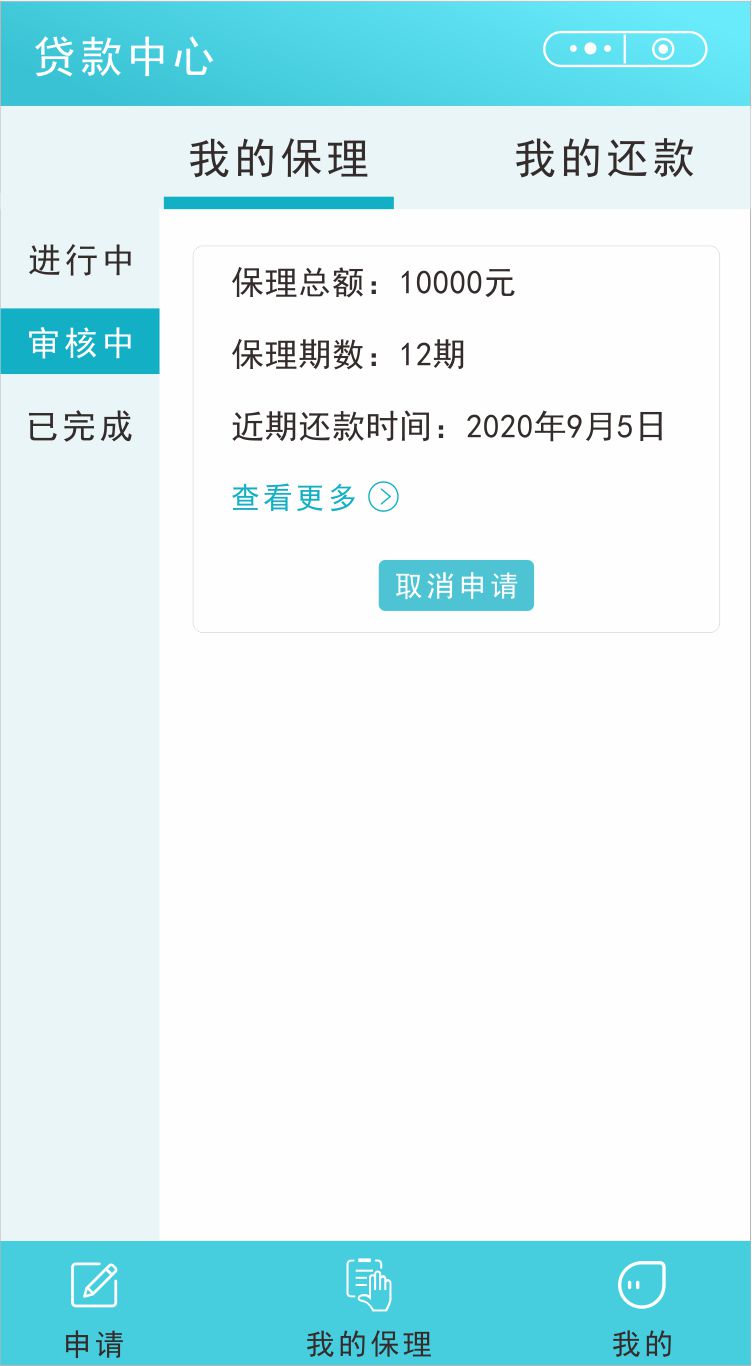 贷款中心
我的保理 我的还款
进行中
审核中
已完成
保理总额：10000元
保理期数：12期
近期还款时间：2020年9月5日
查看更多
取消申请
申请 我的保理 我的